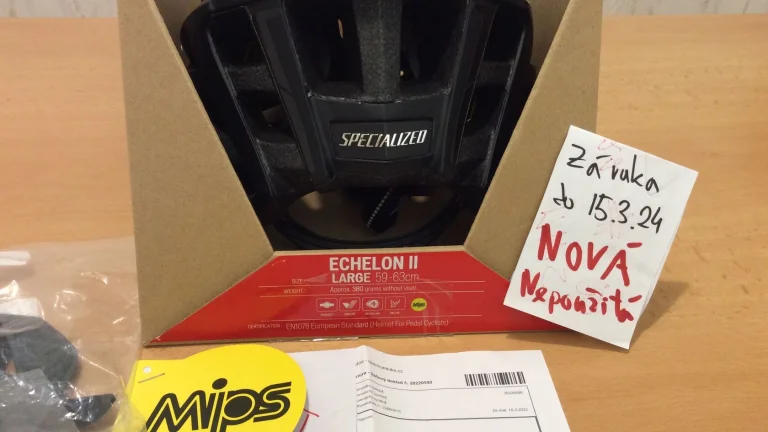 SPECIALIZED
Záruka
do 15.3.24
NOVÁ
Nepoužitá
ECHELON II
SIZE: LARGE 59-63cm
WEIGHT: Approx. 380 grams without visor
CERTIFICATION: EN1078 European Standard (Helmet For Pedal Cyclists)
mips